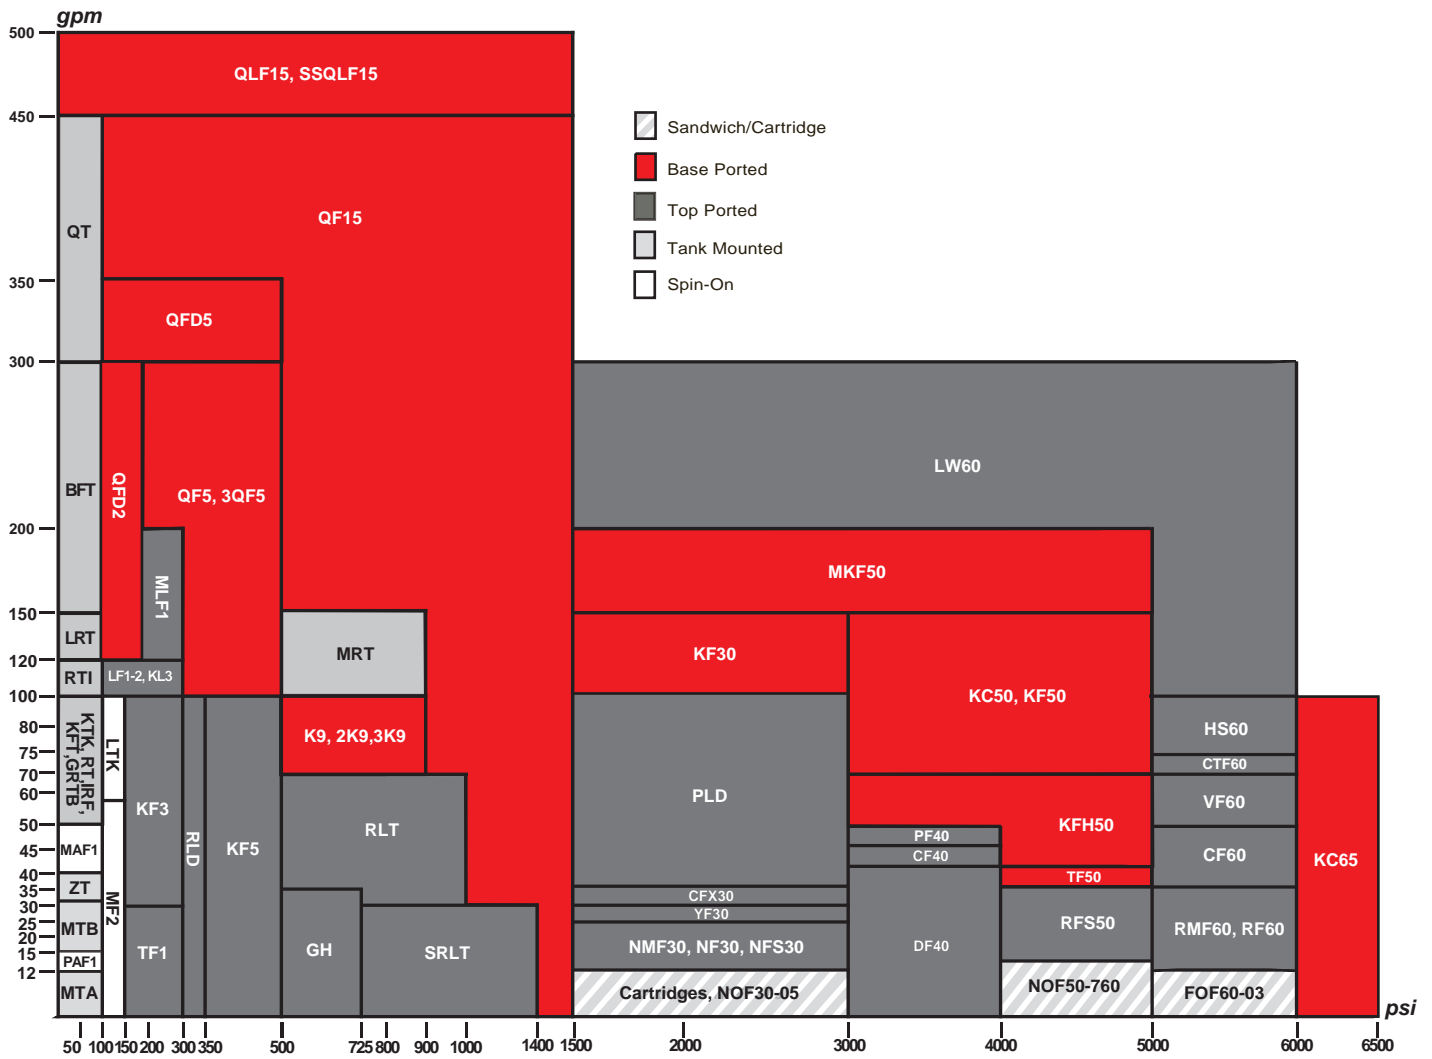 gpm
500
QLF15, SSQLF15
450
Sandwich/Cartridge
Base Ported
Top Ported
Tank Mounted
Spin-On
QT
QF15
350
QFD5
300
LW60
BFT
QFD2
QF5, 3QF5
200
MLF1
MKF50
150
LRT
MRT
KF30
120
RTI
LF1-2, KL3
KC50, KF50
100
KTK, RT,IRF,
KFT,GRTB
LTK
80
K9, 2K9,3K9
HS60
75
CTF60
70
60
KF3
RLT
PLD
VF60
50
KFH50
PF40
MAF1
45
RLD
KF5
CF40
CF60
KC65
40
TF50
ZT
35
MF2
CFX30
30
YF30
25
MTB
20
TF1
GH
SRLT
NMF30, NF30, NFS30
DF40
RFS50
RMF60, RF60
15
PAF1
12
MTA
Cartridges, NOF30-05
NOF50-760
FOF60-03
psi
50 100 150 200 300 350 500 725 800 900 1000 1400 1500 2000 3000 4000 5000 6000 6500